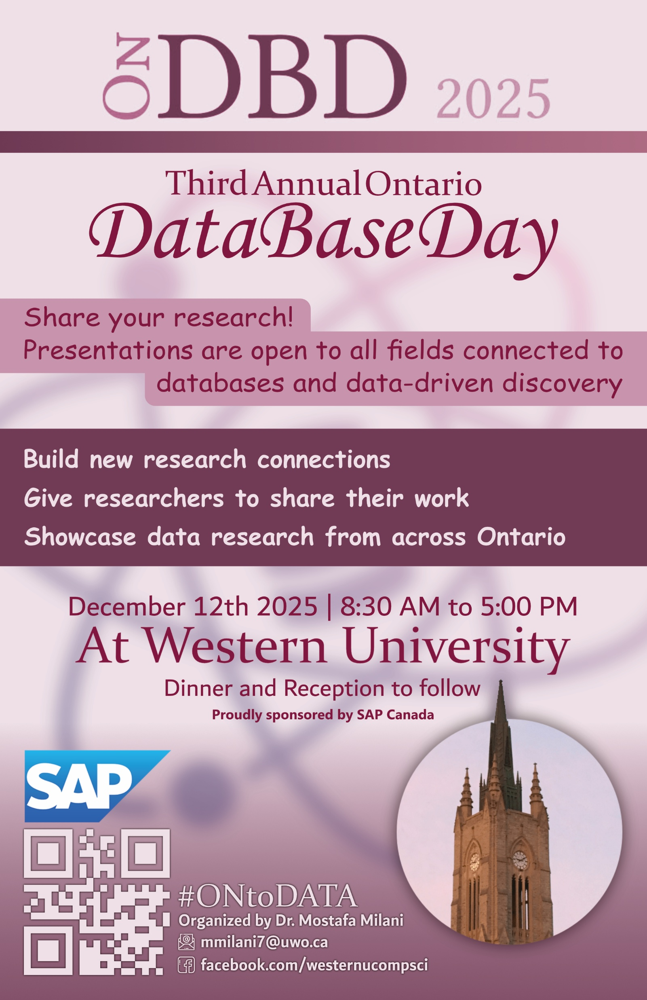 ON DBD 2025
Third Annual Ontario
DataBaseDay
Share your research!
Presentations are open to all fields connected to
databases and data-driven discovery
Build new research connections
Give researchers to share their work
Showcase data research from across Ontario
December 12th 2025 | 8:30 AM to 5:00 PM
At Western University
Dinner and Reception to follow
Proudly sponsored by SAP Canada
SAP
#ONtoDATA
Organized by Dr. Mostafa Milani
mmilani7@uwo.ca
facebook.com/westernucompsci